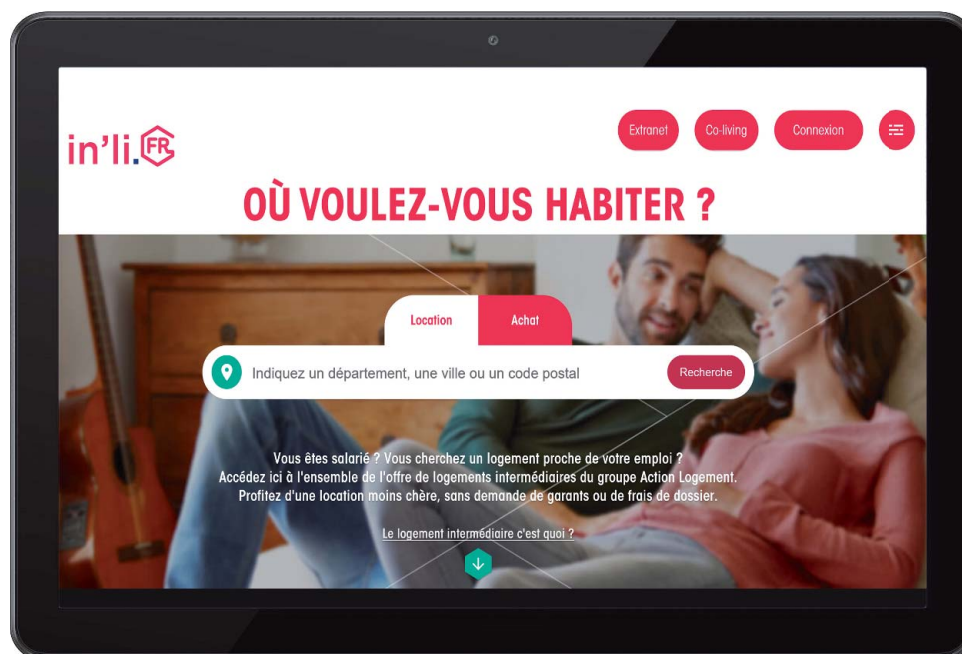 in’li.FR
Extranet
Co-living
Connexion
OÙ VOULEZ-VOUS HABITER ?
Location
Achat
Indiquez un département, une ville ou un code postal
Recherche
Vous êtes salarié ? Vous cherchez un logement proche de votre emploi ?
Accédez ici à l'ensemble de l'offre de logements intermédiaires du groupe Action Logement.
Profitez d'une location moins chère, sans demande de garants ou de frais de dossier.
Le logement intermédiaire c'est quoi ?